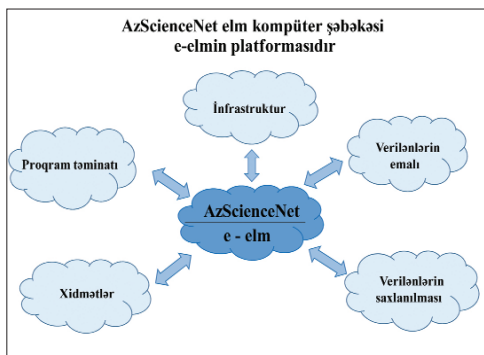 AzScienceNet elm kompüter şəbəkəsi
e-elmin platformasıdır
İnfrastruktur
Proqram təminatı
Verilənlərin
emalı
AzScienceNet
e - elm
Xidmətlər
Verilənlərin
saxlanılması